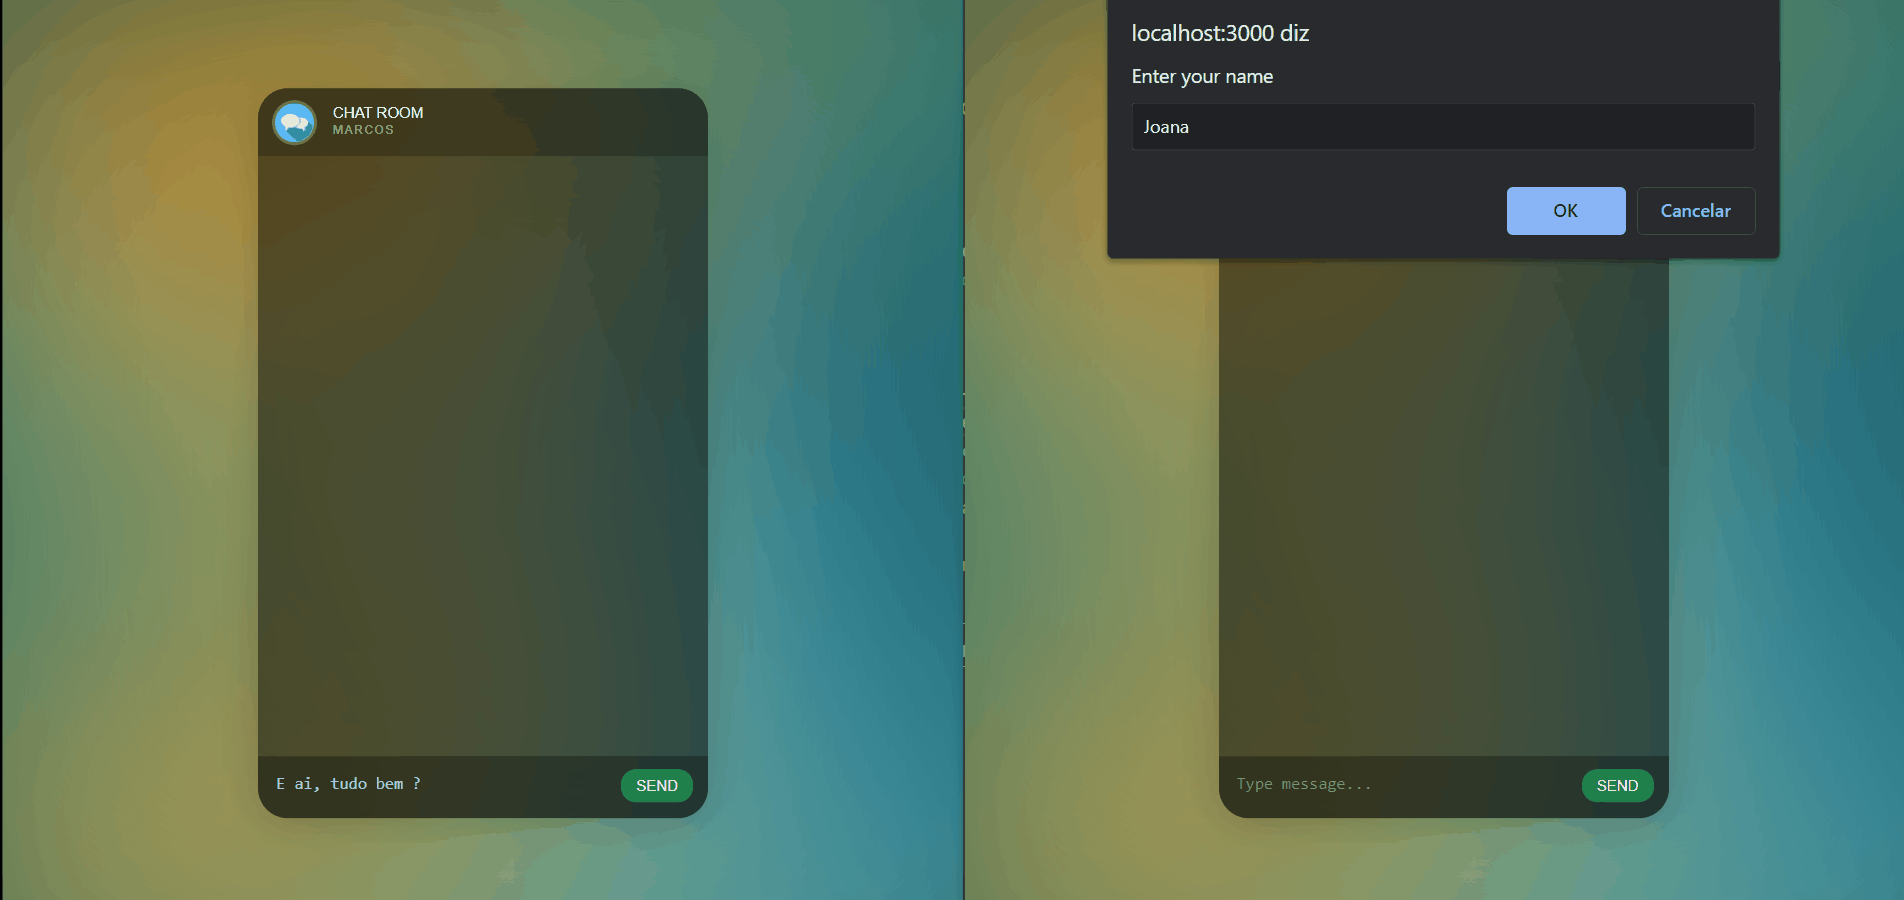 CHAT ROOM
MARCOS
E ai, tudo bem ?
SEND
localhost:3000 diz
Enter your name
Joana
OK
Cancelar
Type message...
SEND